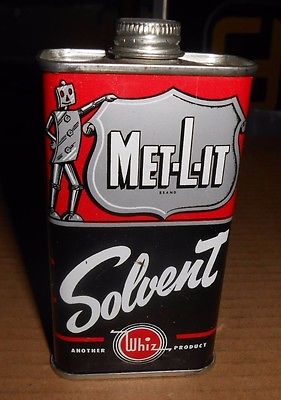 MET-L-IT
BRAND
Solvent
ANOTHER Whiz PRODUCT